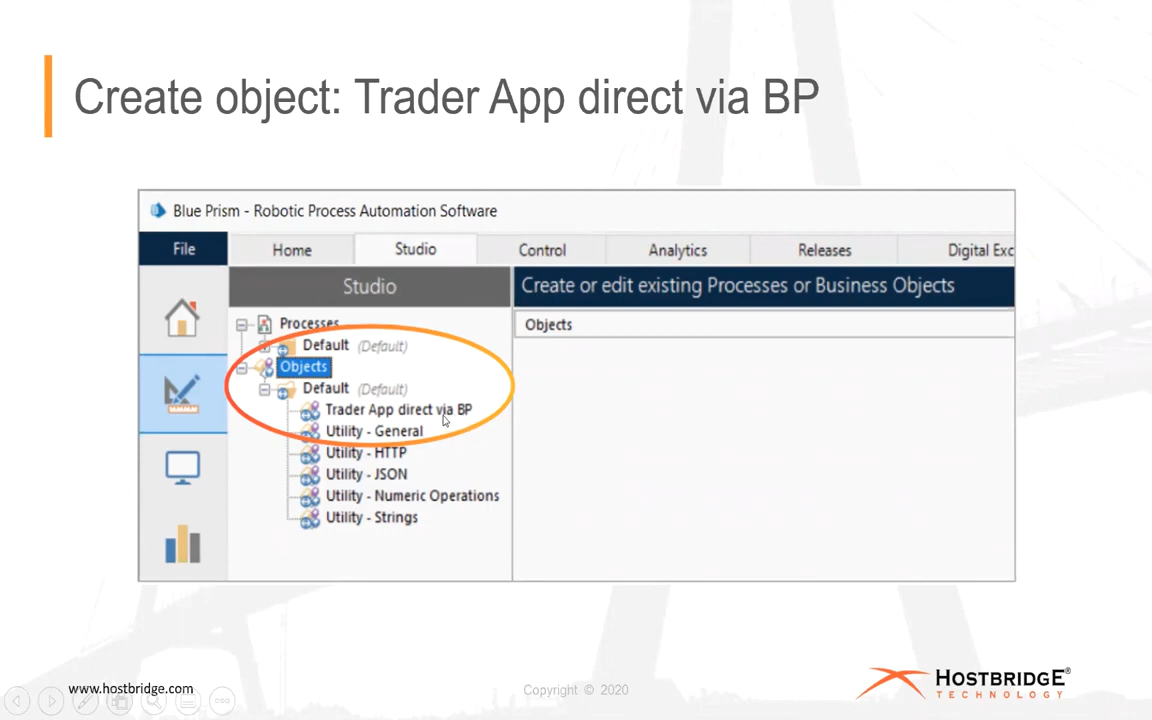 Create object: Trader App direct via BP
Blue Prism - Robotic Process Automation Software
File Home Studio Control Analytics Releases Digital Exc
Studio
Create or edit existing Processes or Business Objects
Processes
Objects
Default (Default)
Objects
Default (Default)
Trader App direct via BP
Utility - General
Utility - HTTP
Utility - JSON
Utility - Numeric Operations
Utility - Strings
www.hostbridge.com
Copyright © 2020
HOSTBRIDGE®
TECHNOLOGY